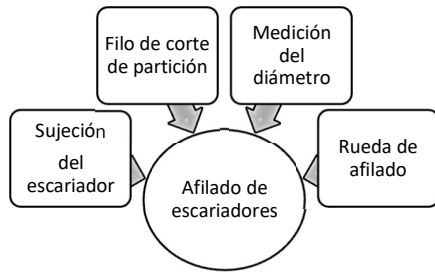 Filo de corte
de partición
Medición
del
diámetro
Sujeción
del
escariador
Rueda de
afilado
Afilado de
escariadores